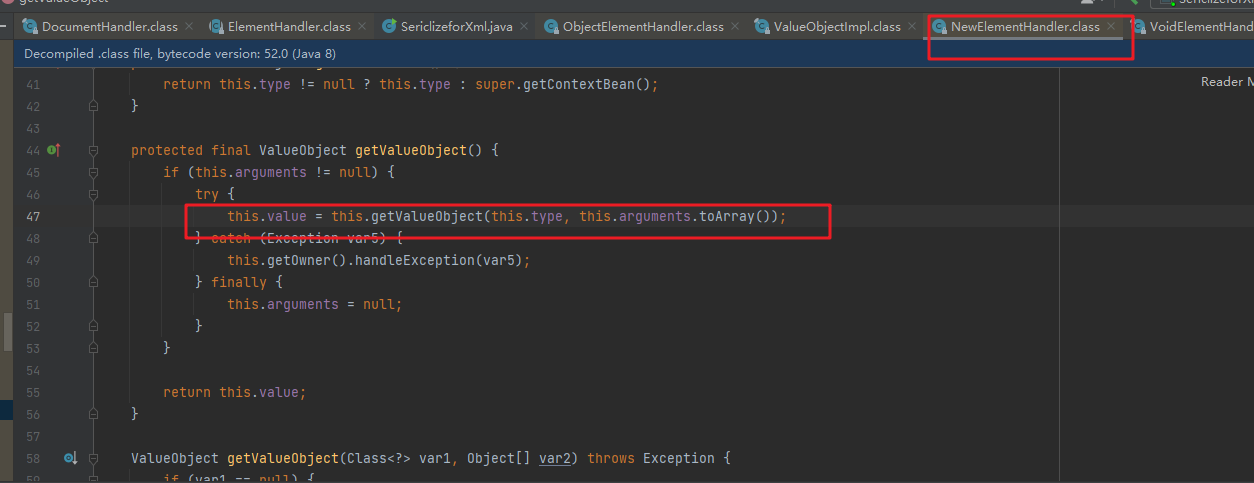 getValueObject
DocumentHandler.class
ElementHandler.class
SericlizeforXml.java
ObjectElementHandler.class
ValueObjectImpl.class
NewElementHandler.class
VoidElementHand
Decompiled .class file, bytecode version: 52.0 (Java 8)
Reader M
41 return this.type != null ? this.type : super.getContextBean();
42 }
43
44 protected final ValueObject getValueObject() {
45 if (this.arguments != null) {
46 try {
47 this.value = this.getValueObject(this.type, this.arguments.toArray());
48 } catch (Exception var5) {
49 this.getOwner().handleException(var5);
50 } finally {
51 this.arguments = null;
52 }
53 }
54
55 return this.value;
56 }
57
58 ValueObject getValueObject(Class<?> var1, Object[] var2) throws Exception {
59 if (var1 == null) {